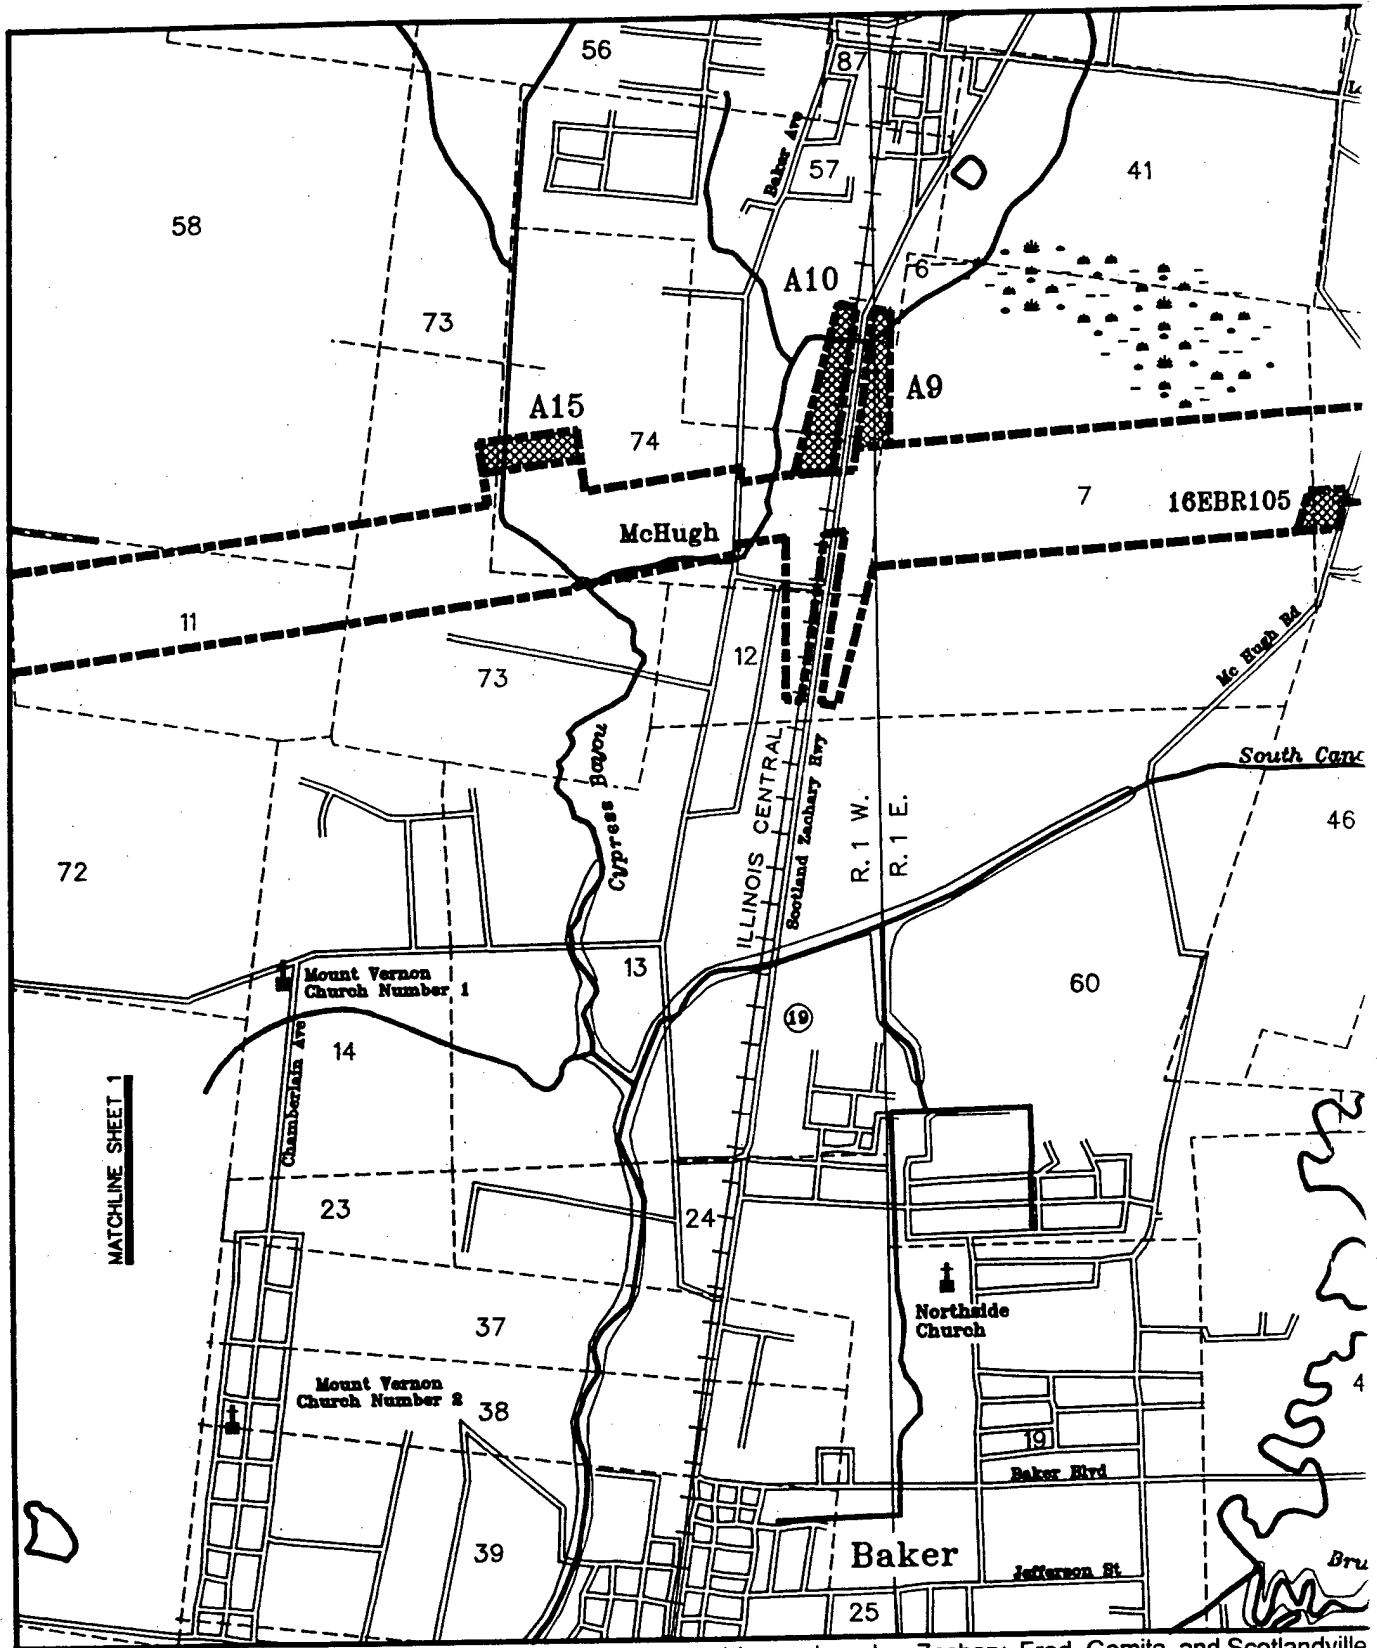 56
87
Baker Ave
57
41
58
A10
6
73
A9
A15
74
7
16EBR105
McHugh
11
12
Mc Hugh Rd
73
Cypress Bayou
ILLINOIS CENTRAL
Scotland Zachary Hwy
R. 1 W.
R. 1 E.
South Cana
46
72
13
Mount Vernon
Church Number 1
60
19
14
Chamberlain Ave
MATCHLINE SHEET 1
23
24
Northside
Church
37
Mount Vernon
Church Number 2
38
4
19
Baker Blvd
39
Baker
Jefferson St
Bru
25
Zachary, Fred, Comite, and Scotlandville